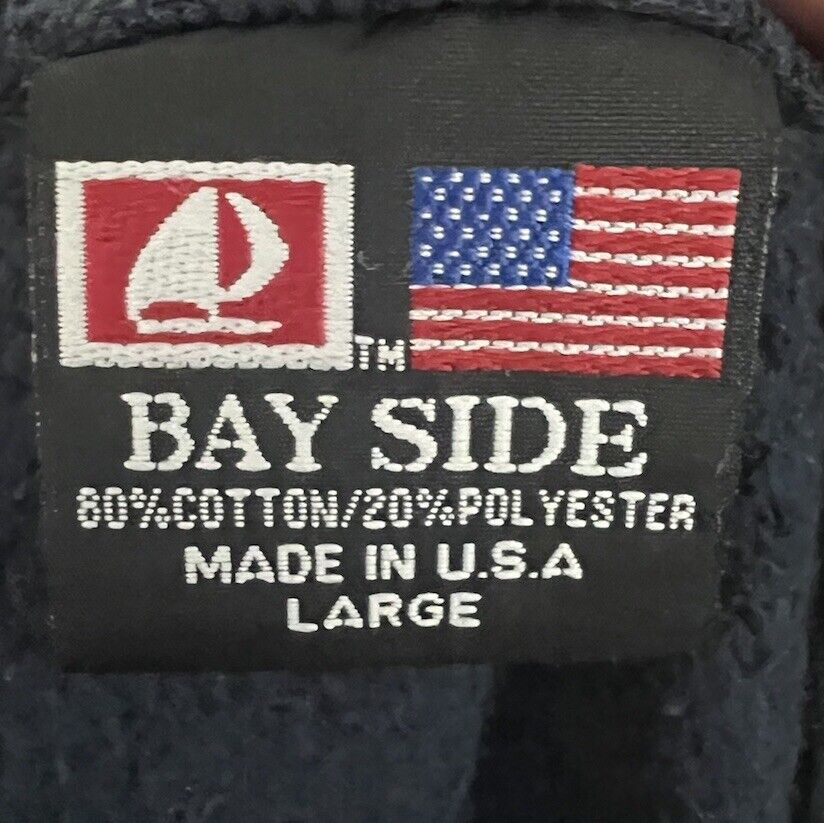 TM
BAY SIDE
80%COTTON/20%POLYESTER
MADE IN U.S.A
LARGE